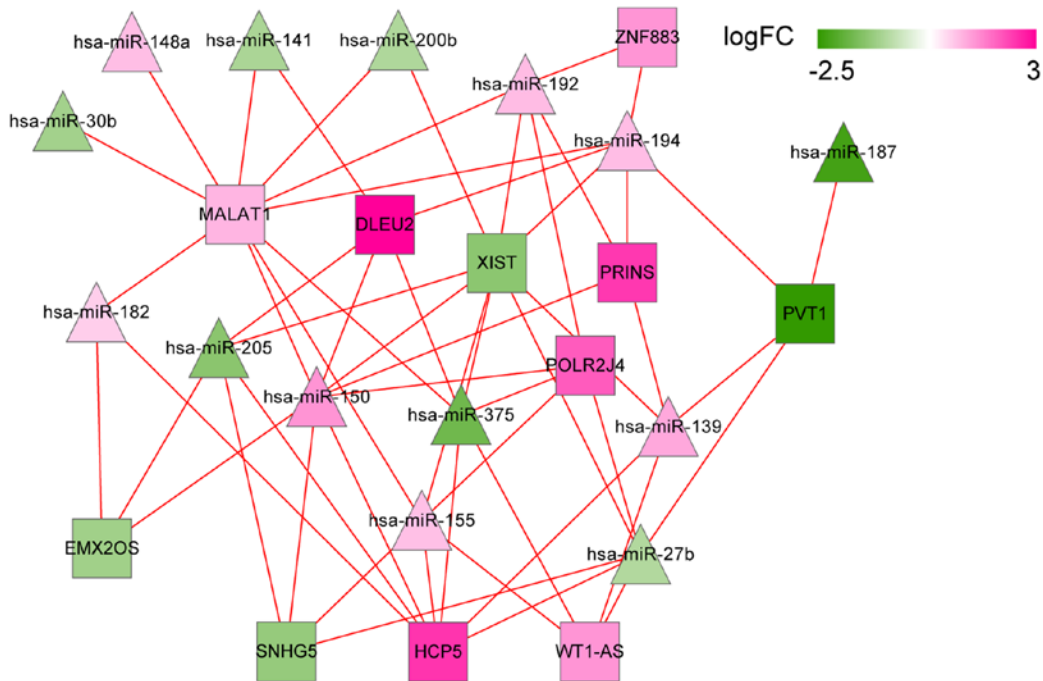 hsa-miR-148a
hsa-miR-141
hsa-miR-200b
ZNF883
logFC
-2.5
3
hsa-miR-192
hsa-miR-30b
hsa-miR-194
hsa-miR-187
MALAT1
DLEU2
XIST
PRINS
hsa-miR-182
PVT1
hsa-miR-205
POLR2J4
hsa-miR-150
hsa-miR-375
hsa-miR-139
hsa-miR-155
EMX2OS
hsa-miR-27b
SNHG5
HCP5
WT1-AS